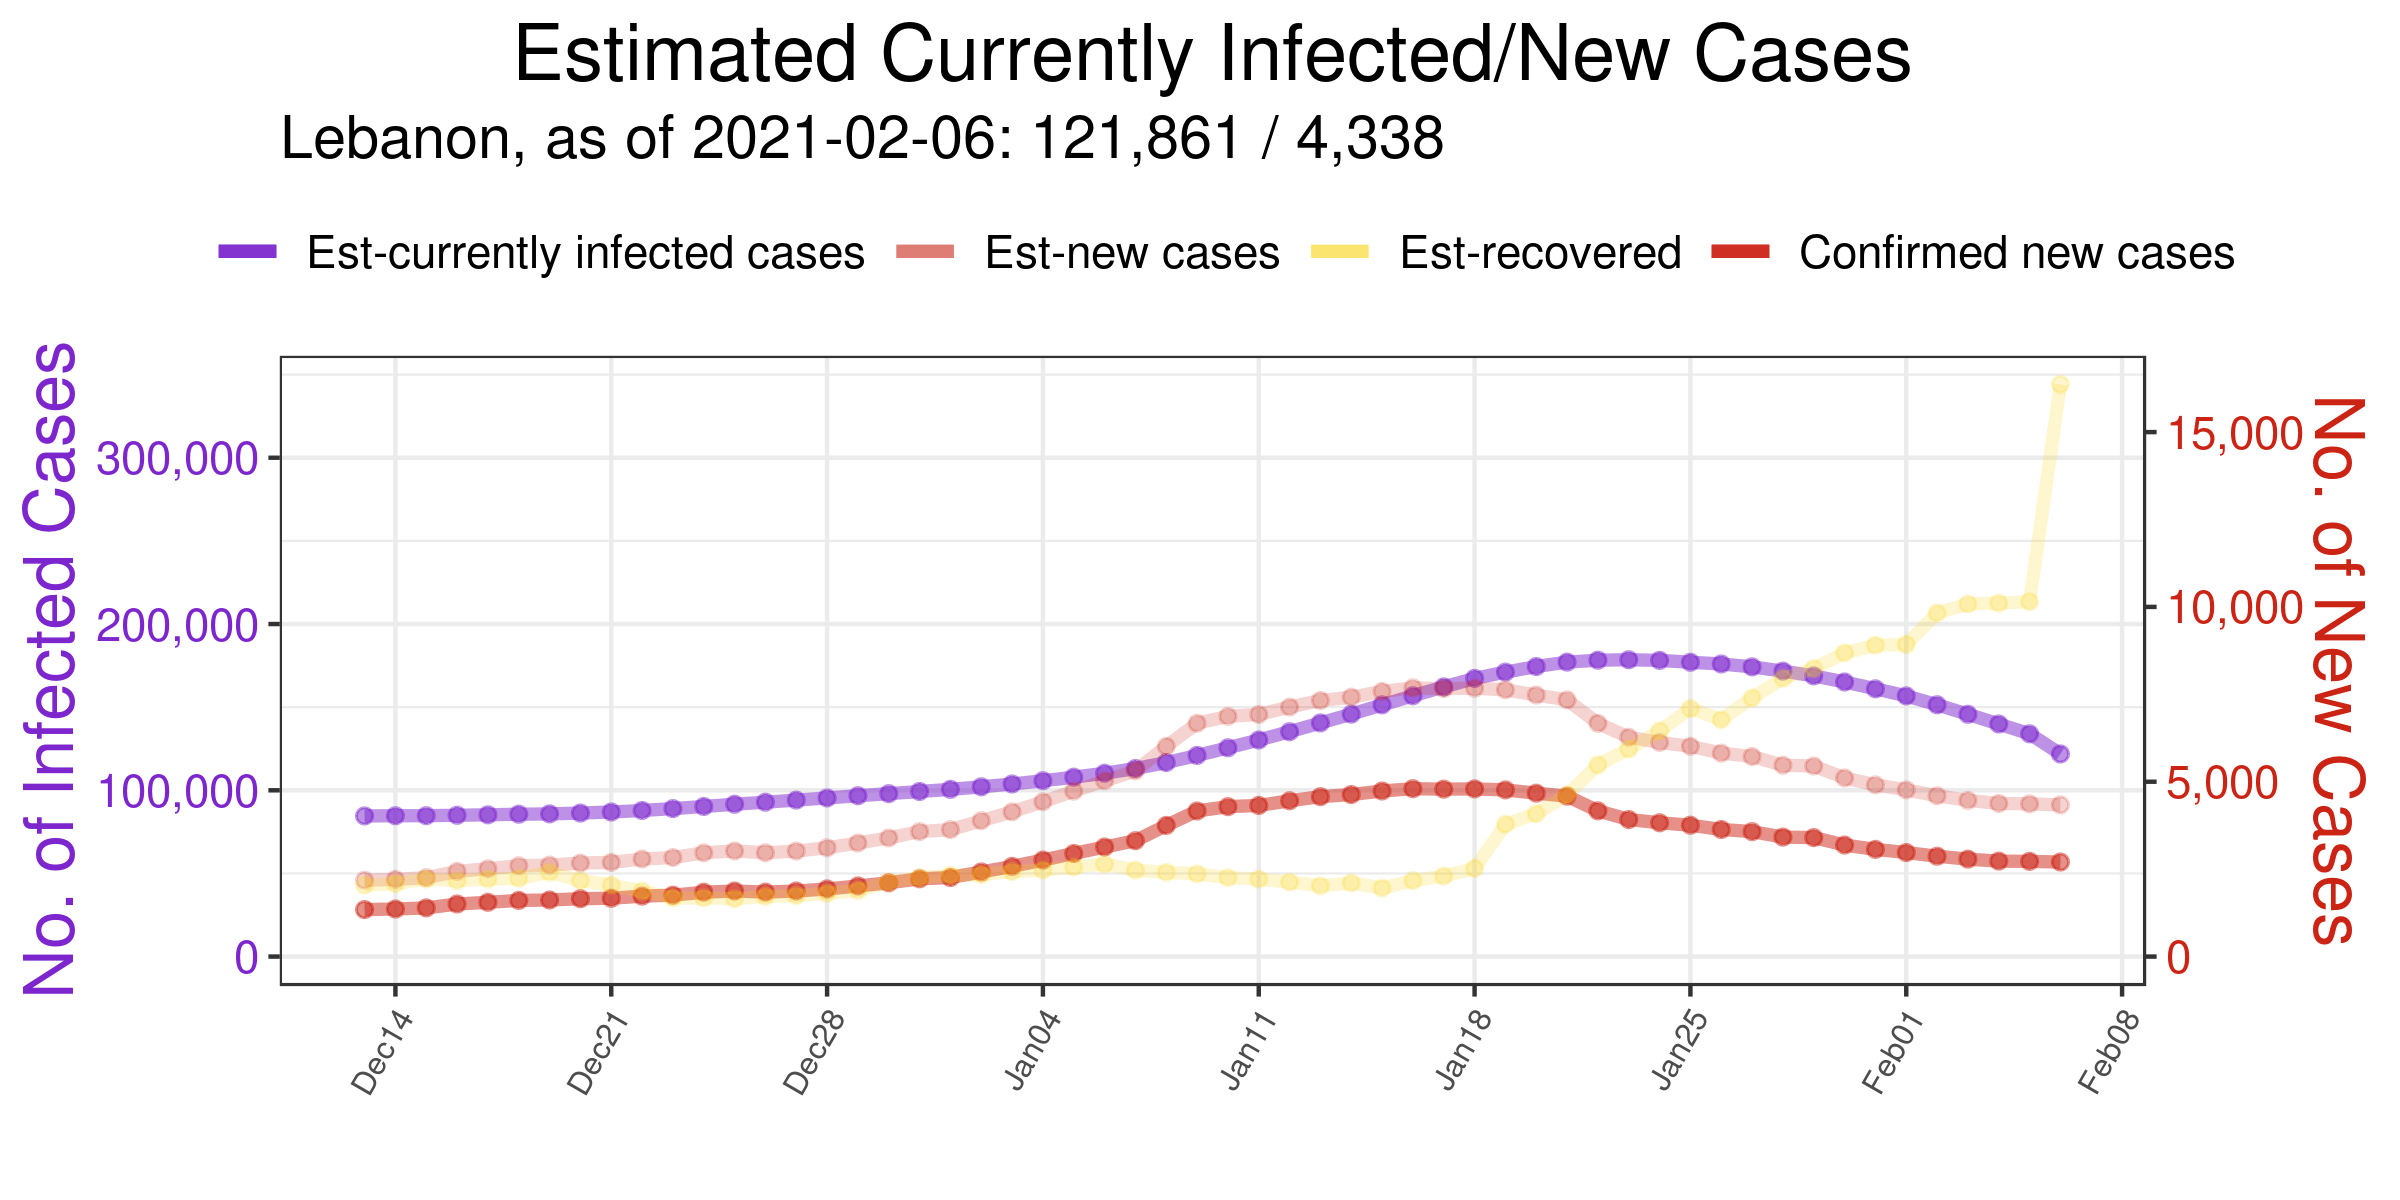 Estimated Currently Infected/New Cases
Lebanon, as of 2021-02-06: 121,861 / 4,338
Est-currently infected cases Est-new cases Est-recovered Confirmed new cases
No. of Infected Cases
300,000
200,000
100,000
0
15,000
10,000
5,000
0
No. of New Cases
Dec14 Dec21 Dec28 Jan04 Jan11 Jan18 Jan25 Feb01 Feb08